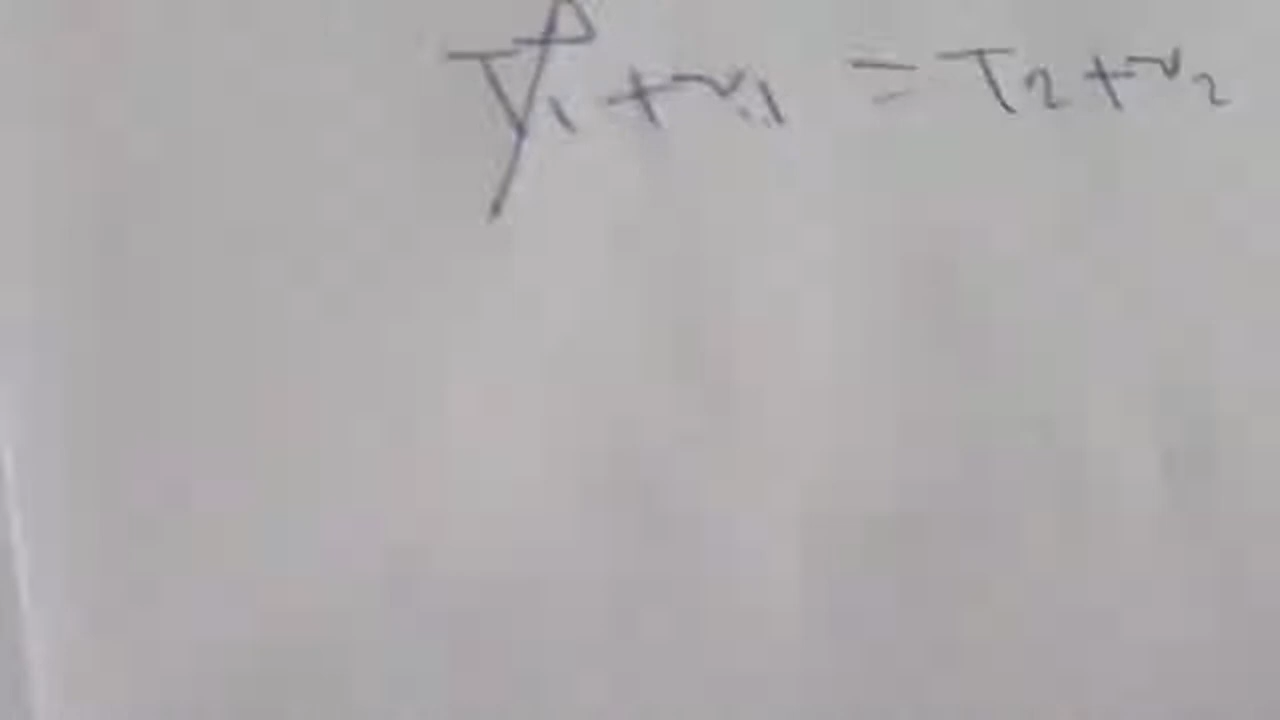 T₁ + v₁ = T₂ + v₂